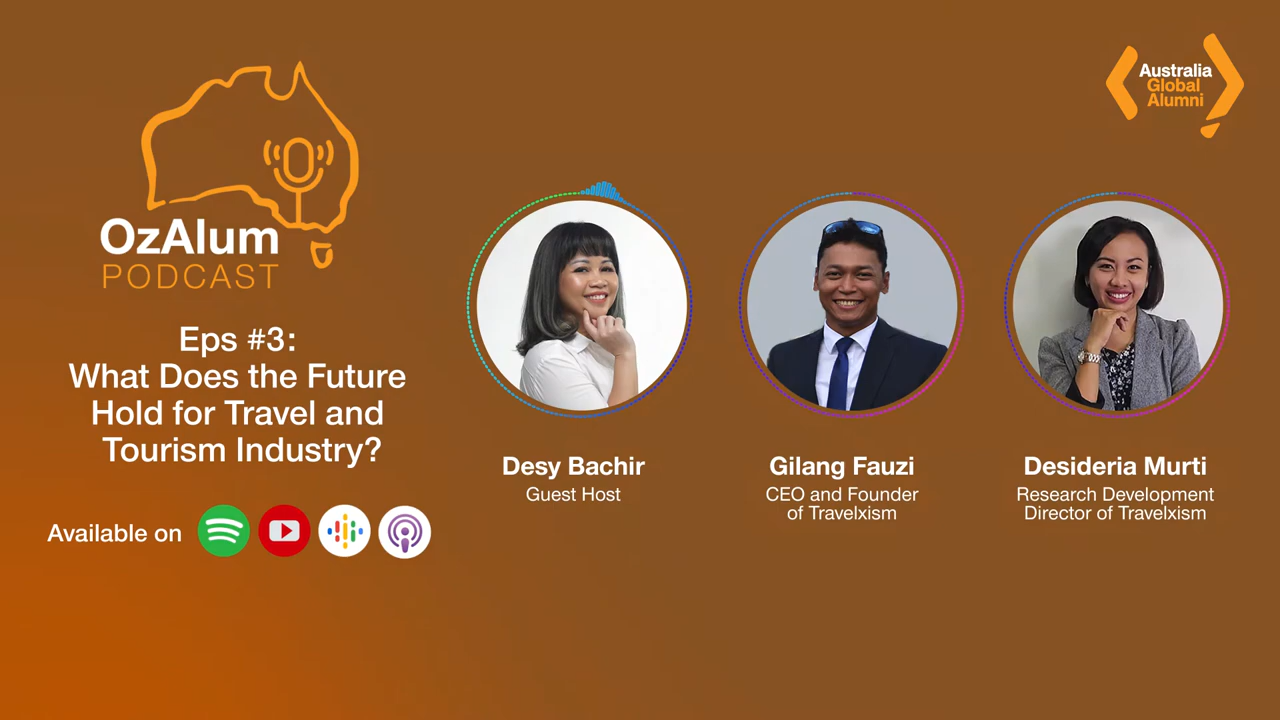 Australia
Global
Alumni
OzAlum
PODCAST
Eps #3:
What Does the Future
Hold for Travel and
Tourism Industry?
Available on
Desy Bachir
Guest Host
Gilang Fauzi
CEO and Founder
of Travelxism
Desideria Murti
Research Development
Director of Travelxism